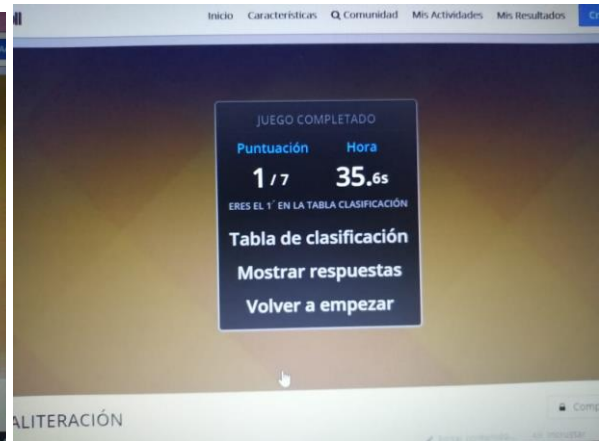 Inicio Características Comunidad Mis Actividades Mis Resultados
JUEGO COMPLETADO
Puntuación Hora
1 / 7 35.6s
ERES EL 1˙ EN LA TABLA CLASIFICACIÓN
Tabla de clasificación
Mostrar respuestas
Volver a empezar
ALITERACIÓN
Comp